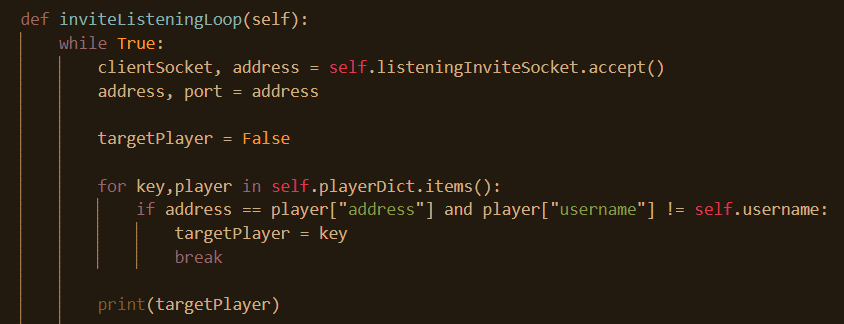 def inviteListeningLoop(self):
    while True:
        clientSocket, address = self.listeningInviteSocket.accept()
        address, port = address

        targetPlayer = False

        for key,player in self.playerDict.items():
            if address == player["address"] and player["username"] != self.username:
                targetPlayer = key
                break

        print(targetPlayer)